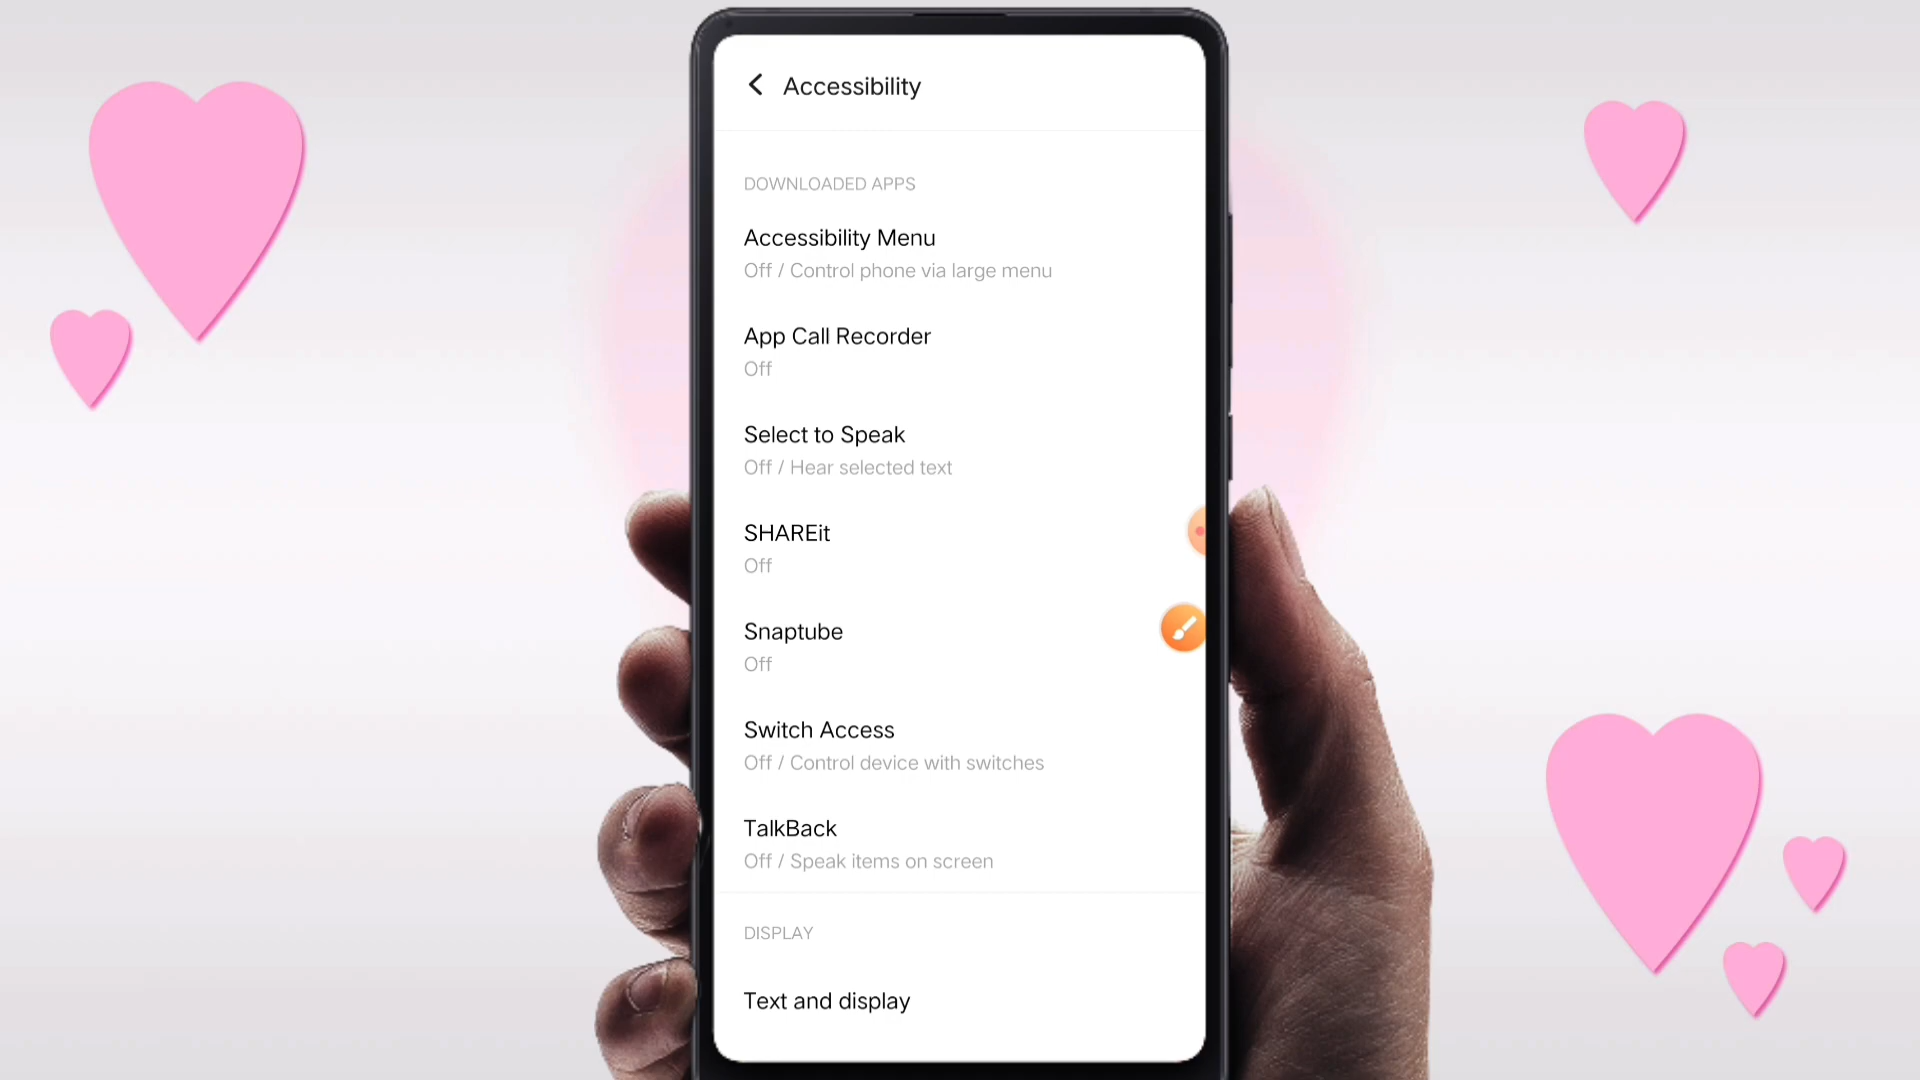 Accessibility
DOWNLOADED APPS
Accessibility Menu
Off / Control phone via large menu
App Call Recorder
Off
Select to Speak
Off / Hear selected text
SHAREit
Off
Snaptube
Off
Switch Access
Off / Control device with switches
TalkBack
Off / Speak items on screen
DISPLAY
Text and display